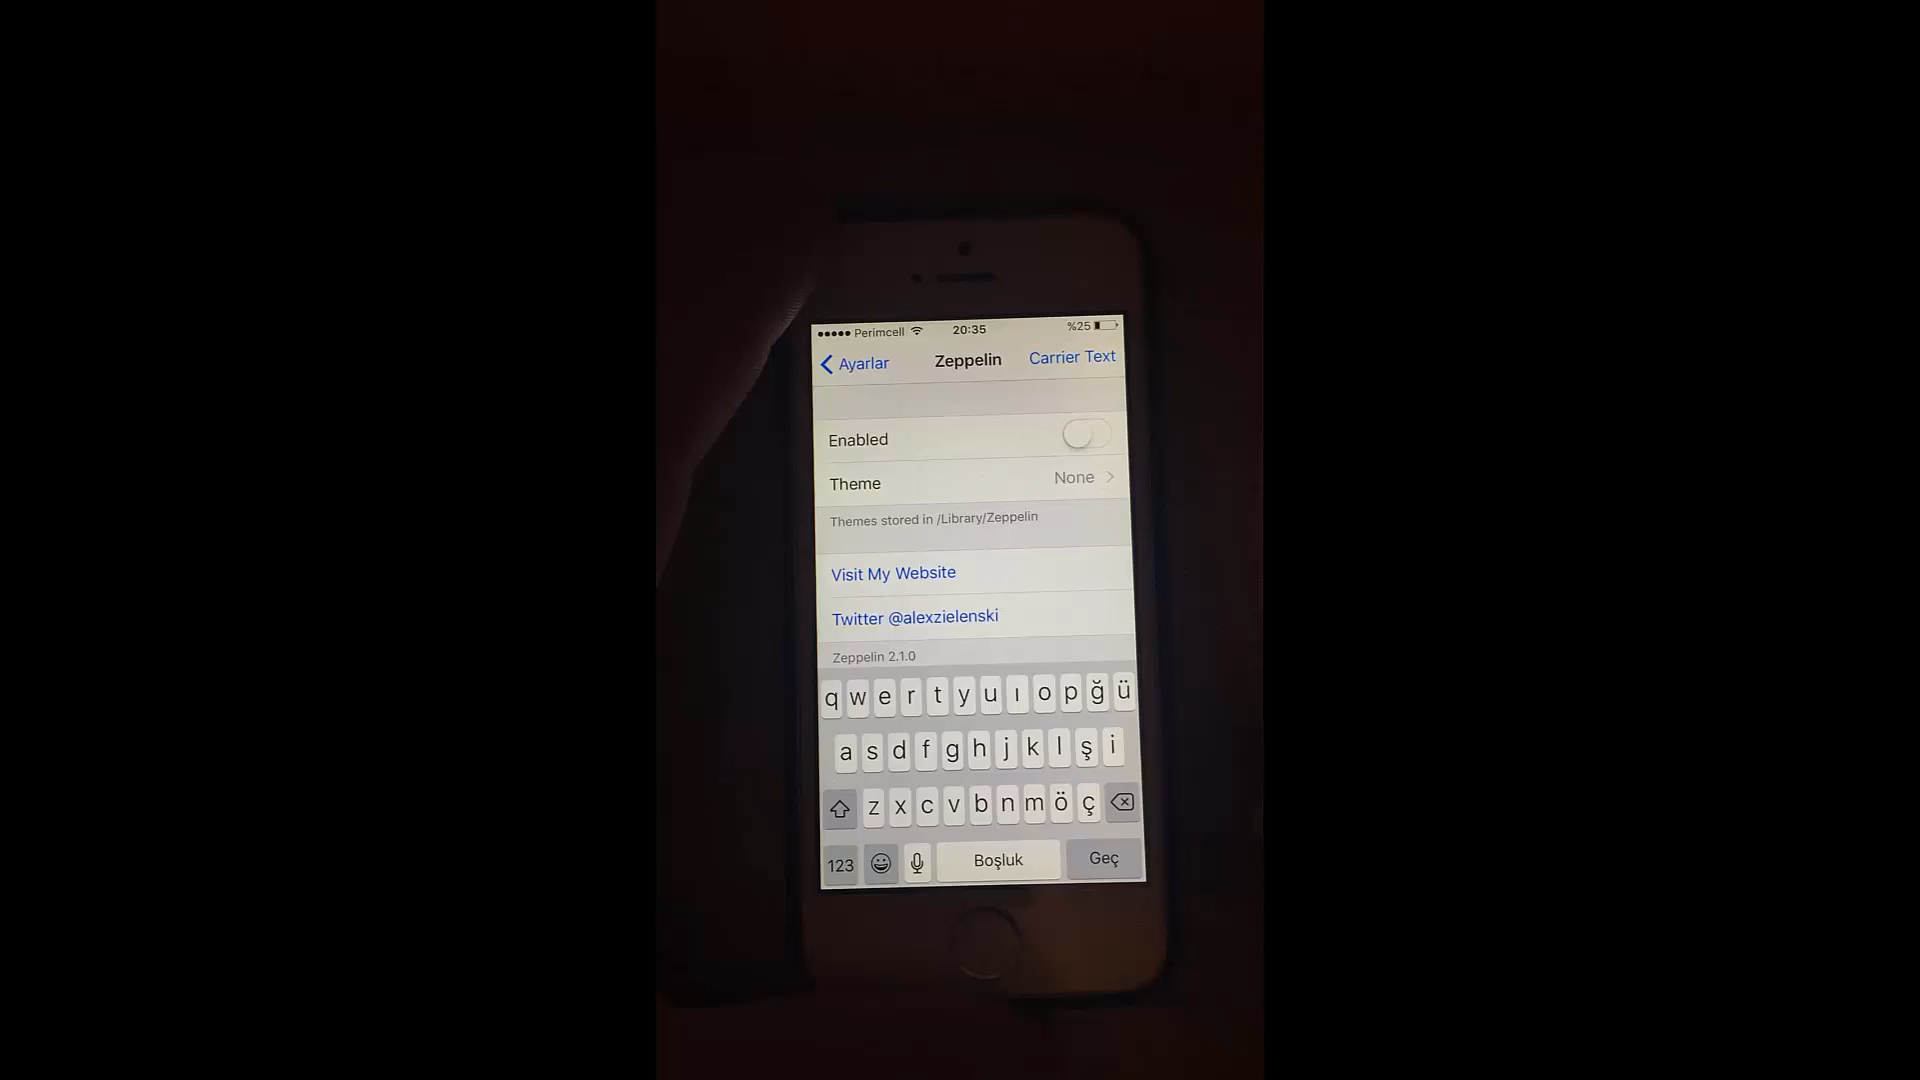 Perimcell 20:35 %25
Ayarlar Zeppelin Carrier Text
Enabled
Theme None
Themes stored in /Library/Zeppelin
Visit My Website
Twitter @alexzielenski
Zeppelin 2.1.0
q w e r t y u ı o p ğ ü
a s d f g h j k l ş i
z x c v b n m ö ç
123 Boşluk Geç